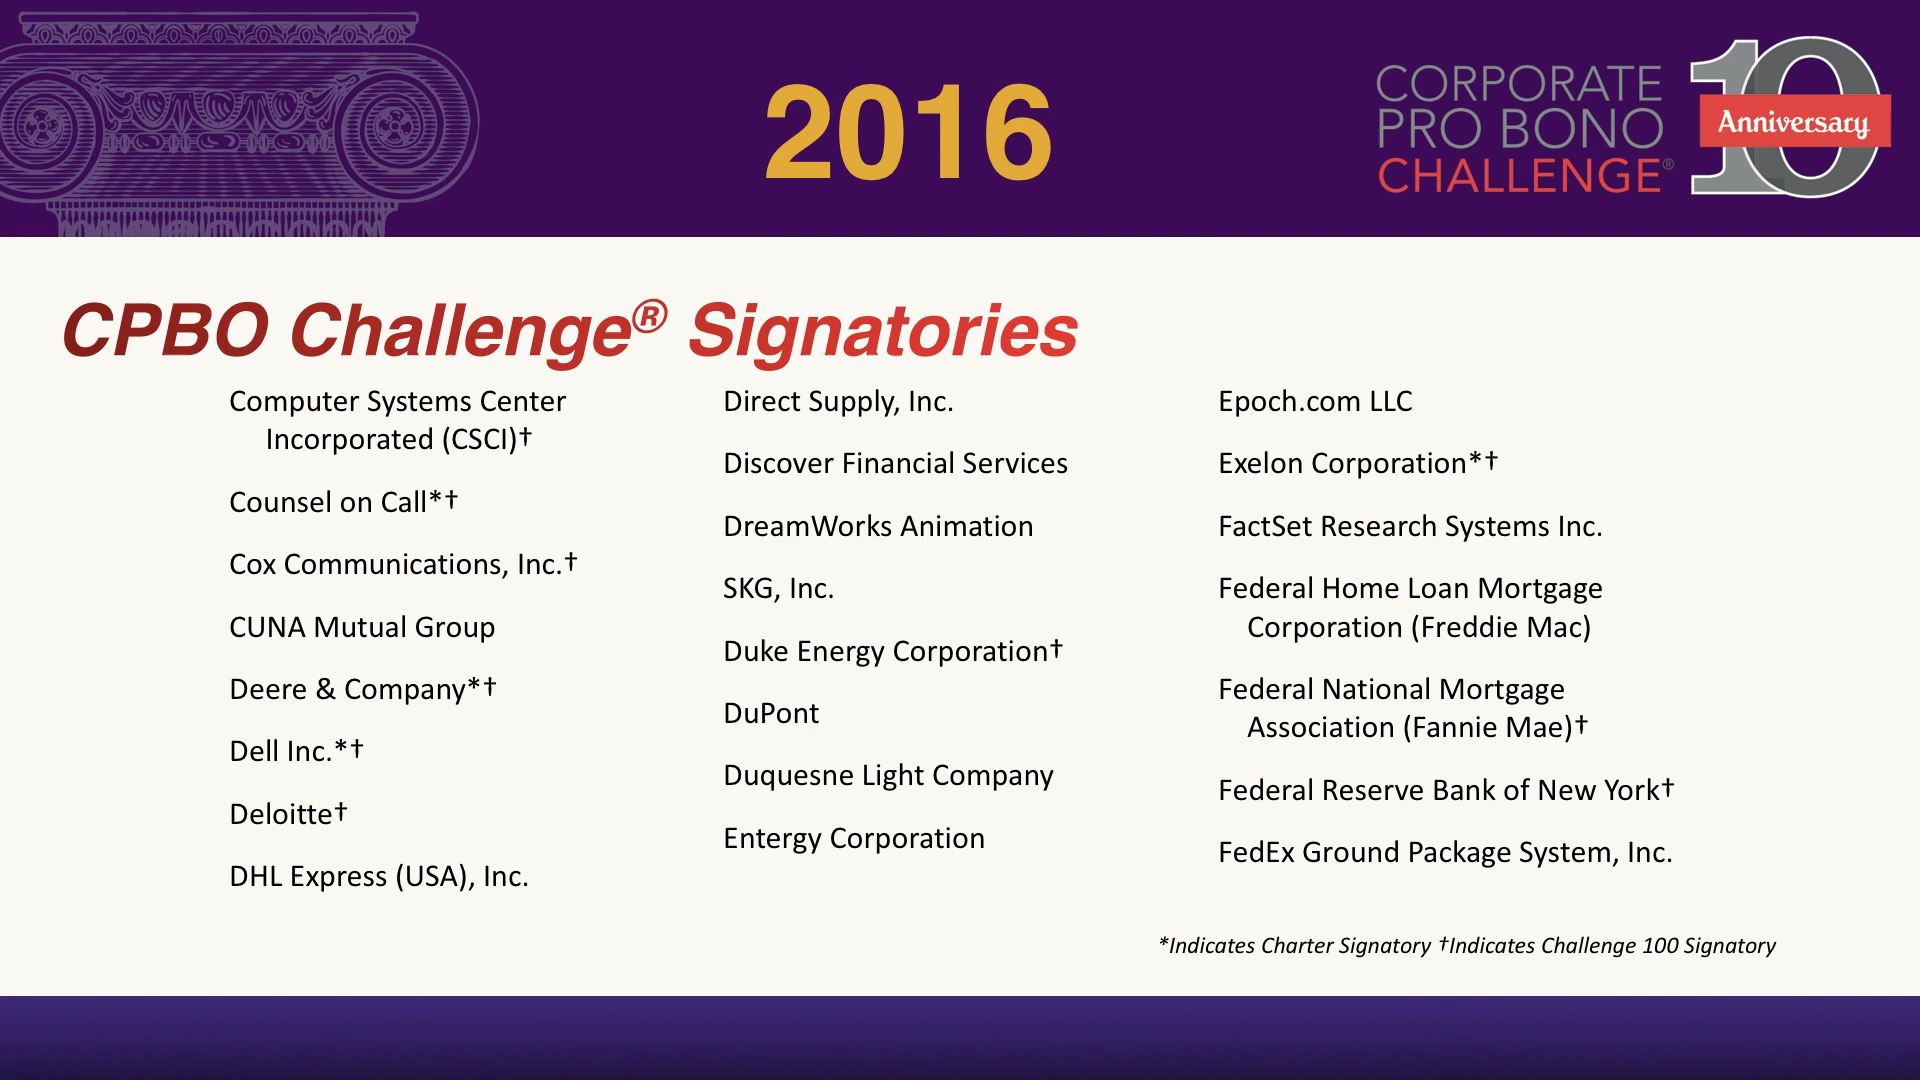 2016
CORPORATE
PRO BONO
CHALLENGE®
10
Anniversary
CPBO Challenge® Signatories
Computer Systems Center
Incorporated (CSCI)†
Counsel on Call*†
Cox Communications, Inc.†
CUNA Mutual Group
Deere & Company*†
Dell Inc.*†
Deloitte†
DHL Express (USA), Inc.
Direct Supply, Inc.
Discover Financial Services
DreamWorks Animation
SKG, Inc.
Duke Energy Corporation†
DuPont
Duquesne Light Company
Entergy Corporation
Epoch.com LLC
Exelon Corporation*†
FactSet Research Systems Inc.
Federal Home Loan Mortgage
Corporation (Freddie Mac)
Federal National Mortgage
Association (Fannie Mae)†
Federal Reserve Bank of New York†
FedEx Ground Package System, Inc.
*Indicates Charter Signatory †Indicates Challenge 100 Signatory